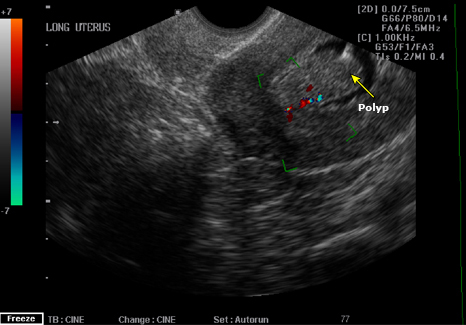 [2D] 0.0/7.5cm
+7
G66/P80/D14
LONG UTERUS
FA4/6.5MHz
[C] 1.00KHz
G53/F1/FA3
TIs 0.2/MI 0.4
Polyp
-7
Freeze TB:CINE Change:CINE Set:Autorun 77